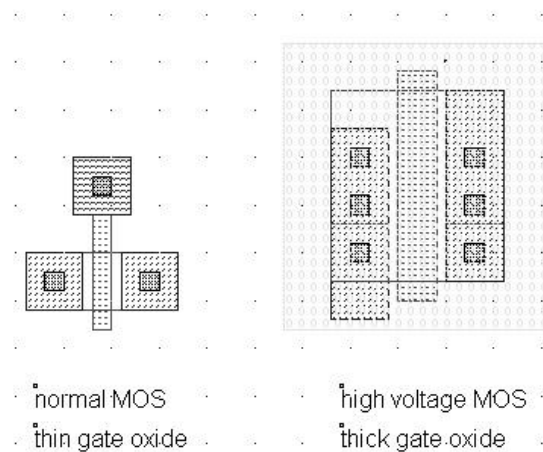 normal MOS
thin gate oxide
high voltage MOS
thick gate oxide